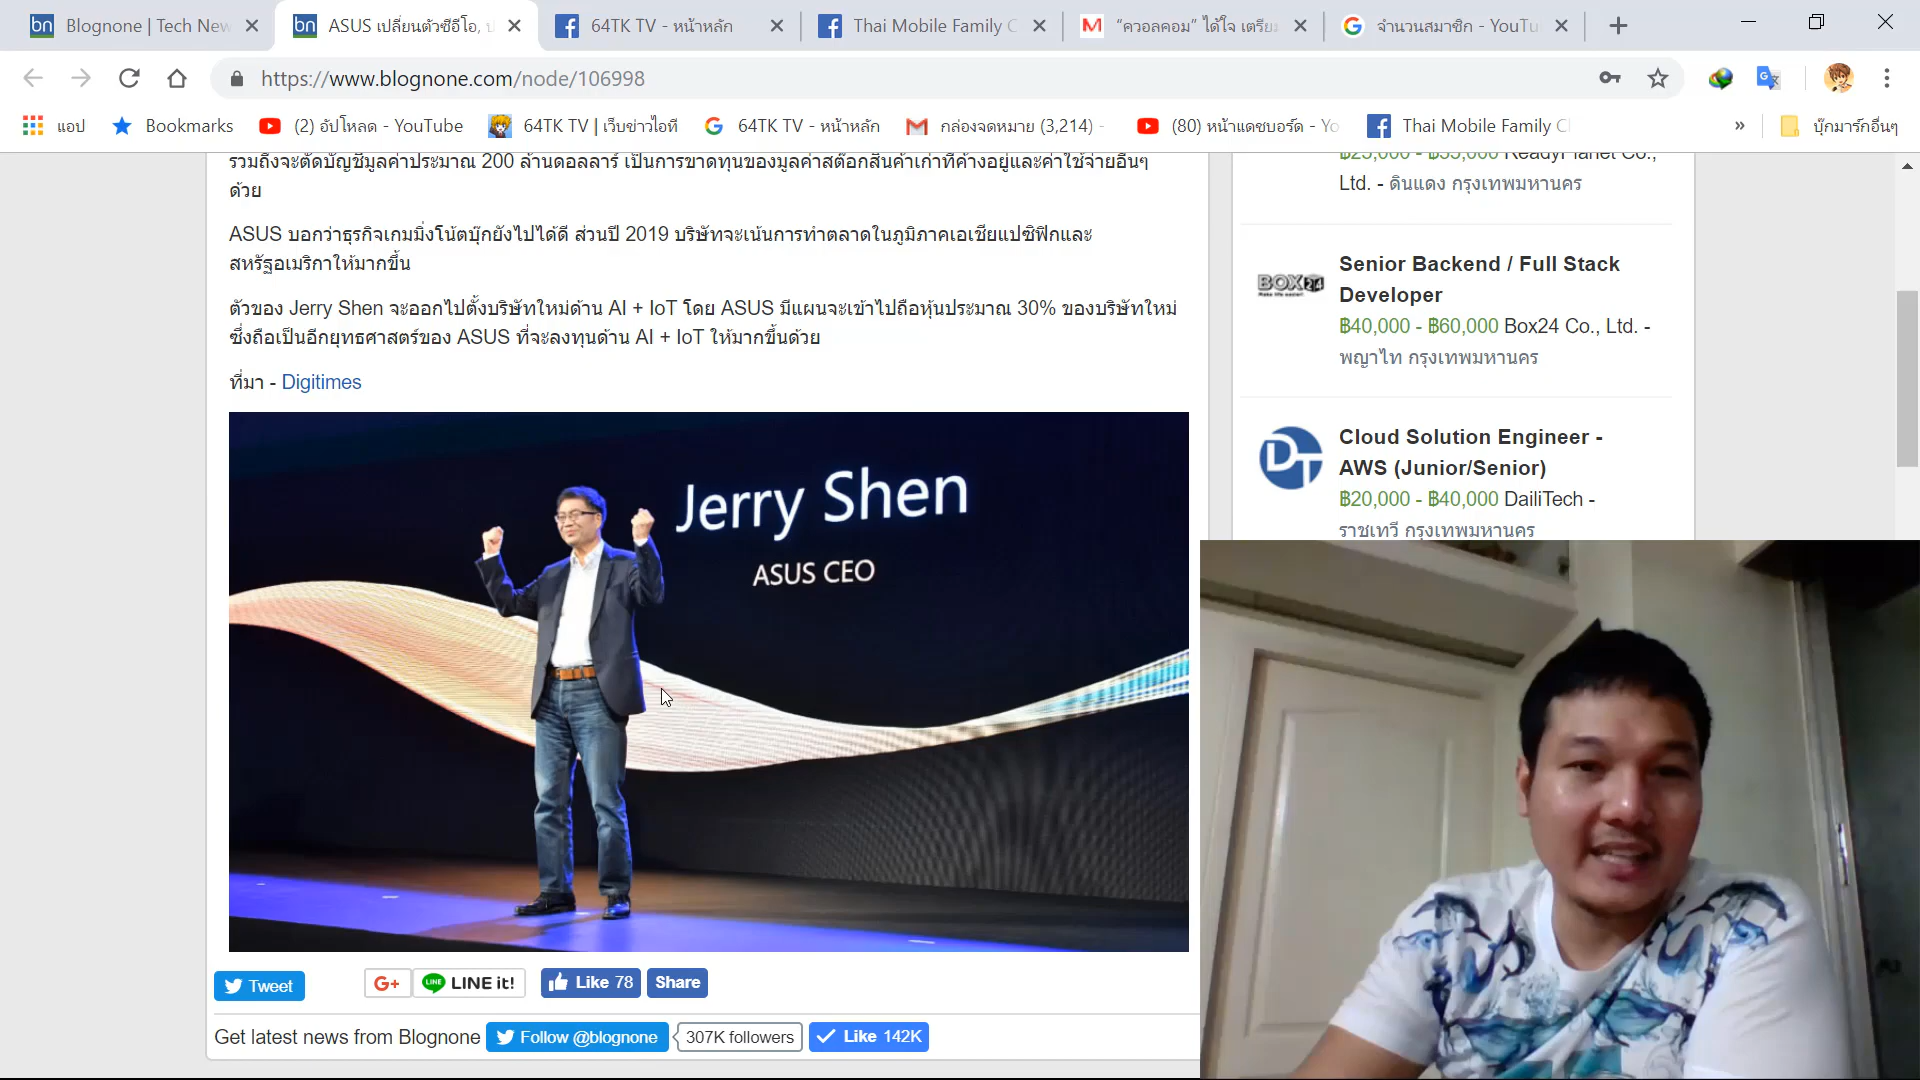 Blognone | Tech New
ASUS เปลี่ยนตัวซีอีโอ, ป
64TK TV - หน้าหลัก
Thai Mobile Family C
"ควอลคอม" ได้ใจ เตรียม
จำนวนสมาชิก - YouTu
https://www.blognone.com/node/106998
แอป
Bookmarks
(2) อัปโหลด - YouTube
64TK TV | เว็บข่าวไอที
64TK TV - หน้าหลัก
กล่องจดหมาย (3,214) -
(80) หน้าแดชบอร์ด - Yo
Thai Mobile Family Cl
»
บุ๊กมาร์กอื่นๆ
รวมถึงจะตัดบัญชีมูลค่าประมาณ 200 ล้านดอลลาร์ เป็นการขาดทุนของมูลค่าสต๊อกสินค้าเก่าที่ค้างอยู่และค่าใช้จ่ายอื่นๆ
ด้วย
ASUS บอกว่าธุรกิจเกมมิ่งโน้ตบุ๊กยังไปได้ดี ส่วนปี 2019 บริษัทจะเน้นการทำตลาดในภูมิภาคเอเชียแปซิฟิกและ
สหรัฐอเมริกาให้มากขึ้น
ตัวของ Jerry Shen จะออกไปตั้งบริษัทใหม่ด้าน AI + IoT โดย ASUS มีแผนจะเข้าไปถือหุ้นประมาณ 30% ของบริษัทใหม่
ซึ่งถือเป็นอีกยุทธศาสตร์ของ ASUS ที่จะลงทุนด้าน AI + IoT ให้มากขึ้นด้วย
ที่มา - Digitimes
Jerry Shen
ASUS CEO
Tweet
G+
LINE
LINE it!
Like 78
Share
Get latest news from Blognone
Follow @blognone
307K followers
Like 142K
฿25,000 - ฿35,000 ReadyPlanet Co.,
Ltd. - ดินแดง กรุงเทพมหานคร
BOX24
Senior Backend / Full Stack
Developer
฿40,000 - ฿60,000 Box24 Co., Ltd. -
พญาไท กรุงเทพมหานคร
DT
Cloud Solution Engineer -
AWS (Junior/Senior)
฿20,000 - ฿40,000 DailiTech -
ราชเทวี กรุงเทพมหานคร